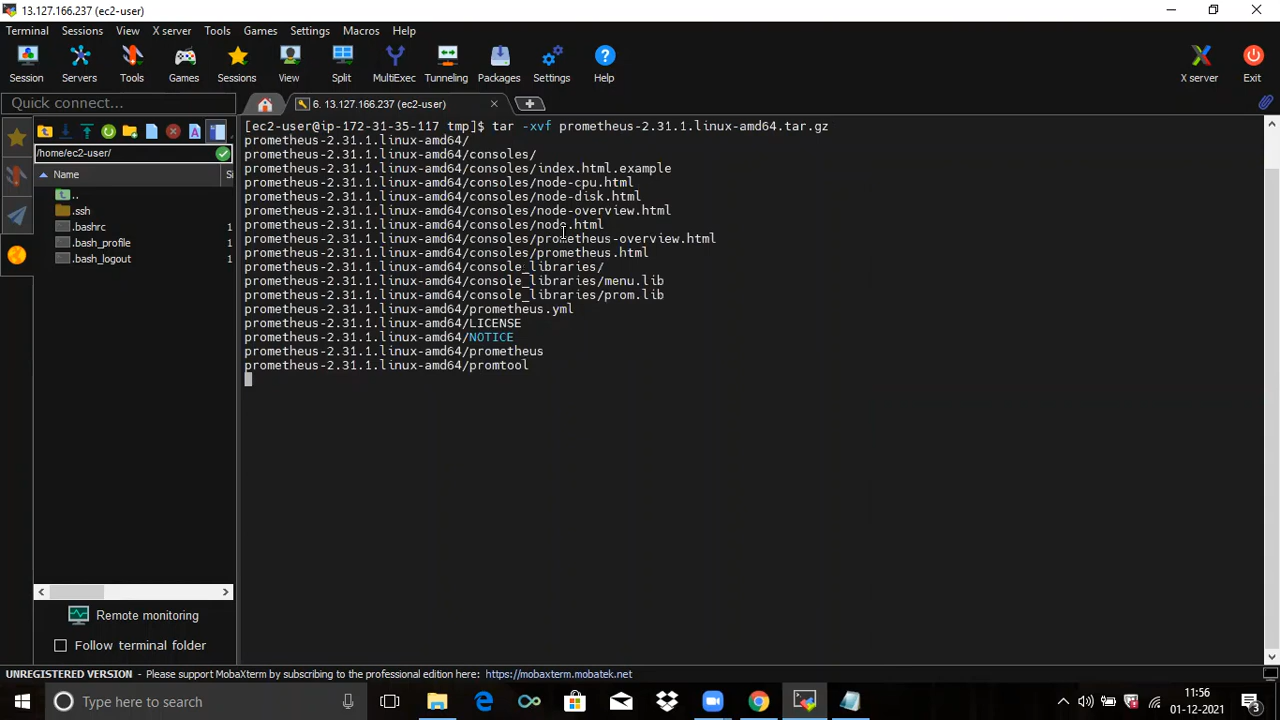 13.127.166.237 (ec2-user)
Terminal Sessions View X server Tools Games Settings Macros Help
Session Servers Tools Games Sessions View Split MultiExec Tunneling Packages Settings Help X server Exit
Quick connect...
6. 13.127.166.237 (ec2-user)
/home/ec2-user/
Name Si
..
.ssh
.bashrc 1
.bash_profile 1
.bash_logout 1
Remote monitoring
Follow terminal folder
[ec2-user@ip-172-31-35-117 tmp]$ tar -xvf prometheus-2.31.1.linux-amd64.tar.gz
prometheus-2.31.1.linux-amd64/
prometheus-2.31.1.linux-amd64/consoles/
prometheus-2.31.1.linux-amd64/consoles/index.html.example
prometheus-2.31.1.linux-amd64/consoles/node-cpu.html
prometheus-2.31.1.linux-amd64/consoles/node-disk.html
prometheus-2.31.1.linux-amd64/consoles/node-overview.html
prometheus-2.31.1.linux-amd64/consoles/node.html
prometheus-2.31.1.linux-amd64/consoles/prometheus-overview.html
prometheus-2.31.1.linux-amd64/consoles/prometheus.html
prometheus-2.31.1.linux-amd64/console_libraries/
prometheus-2.31.1.linux-amd64/console_libraries/menu.lib
prometheus-2.31.1.linux-amd64/console_libraries/prom.lib
prometheus-2.31.1.linux-amd64/prometheus.yml
prometheus-2.31.1.linux-amd64/LICENSE
prometheus-2.31.1.linux-amd64/NOTICE
prometheus-2.31.1.linux-amd64/prometheus
prometheus-2.31.1.linux-amd64/promtool
UNREGISTERED VERSION - Please support MobaXterm by subscribing to the professional edition here: https://mobaxterm.mobatek.net
Type here to search
11:56
01-12-2021
3